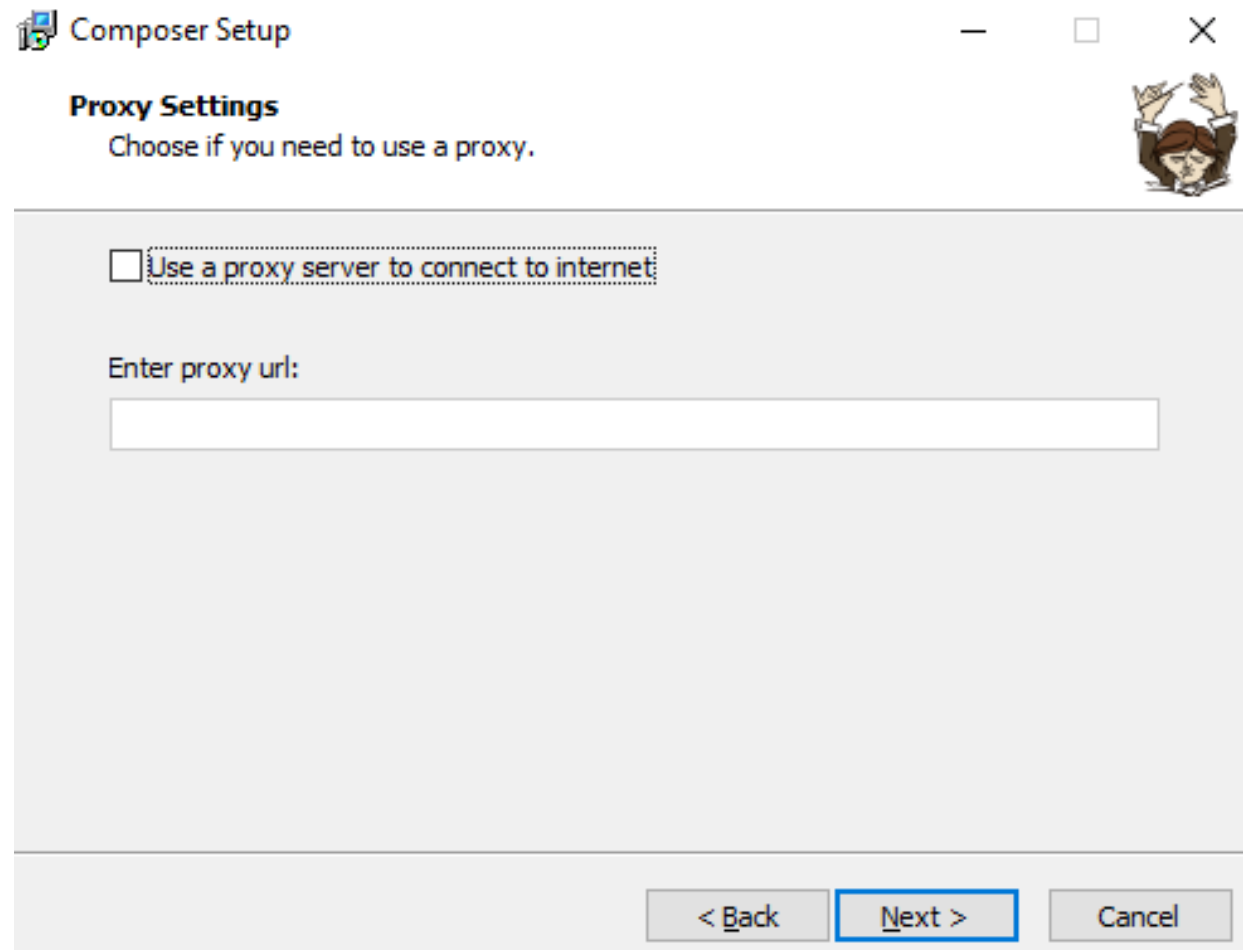 Composer Setup
Proxy Settings
Choose if you need to use a proxy.
Use a proxy server to connect to internet
Enter proxy url:
< Back
Next >
Cancel